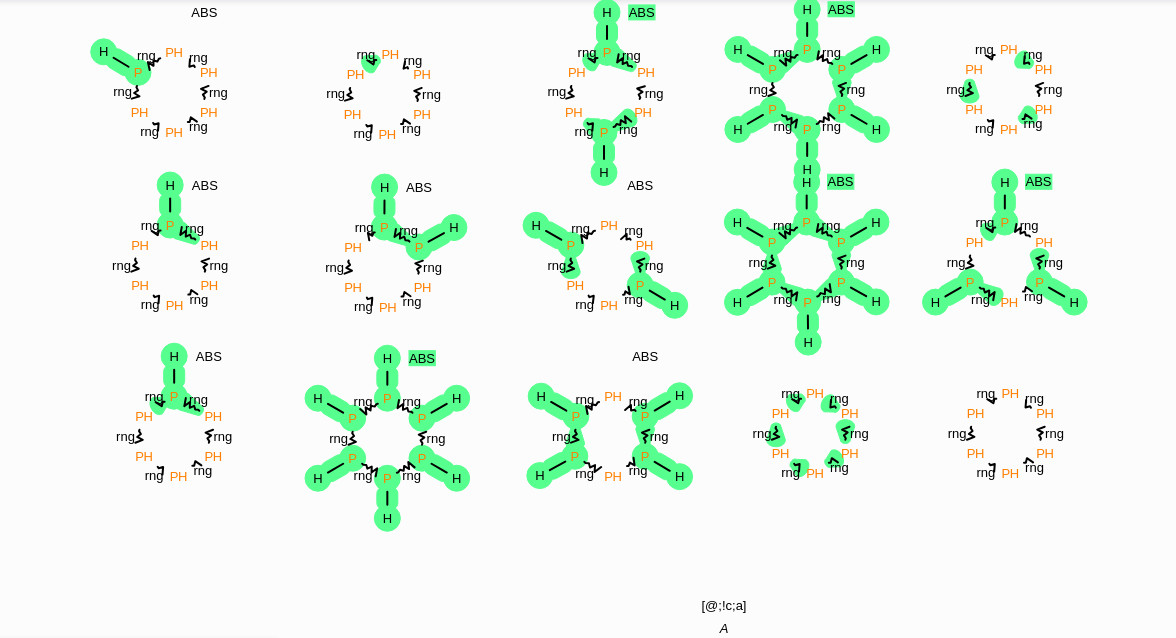 ABS
H rng PH rng
P PH
rng rng
PH PH
rng PH rng
rng PH rng
PH PH
rng rng
PH PH
rng PH rng
H ABS
rng P rng
PH PH
rng rng
PH PH
rng P rng
H
H ABS
H rng P rng H
P P
rng rng
P P
H rng P rng H
H
rng PH rng
PH PH
rng rng
PH PH
rng PH rng
H ABS
rng P rng
PH PH
rng rng
PH PH
rng PH rng
H ABS
rng P rng H
PH P
rng rng
PH PH
rng PH rng
ABS
H rng PH rng
P PH
rng rng
PH P
rng PH rng H
H ABS
H rng P rng H
P P
rng rng
P P
H rng P rng H
H
H ABS
rng P rng
PH PH
rng rng
P P
H rng PH rng H
H ABS
rng P rng
PH PH
rng rng
PH PH
rng PH rng
H ABS
H rng P rng H
P P
rng rng
P P
H rng P rng H
H
ABS
H rng PH rng H
P P
rng rng
P P
H rng PH rng H
rng PH rng
PH PH
rng rng
PH PH
rng PH rng
rng PH rng
PH PH
rng rng
PH PH
rng PH rng
[@;!c;a]
A